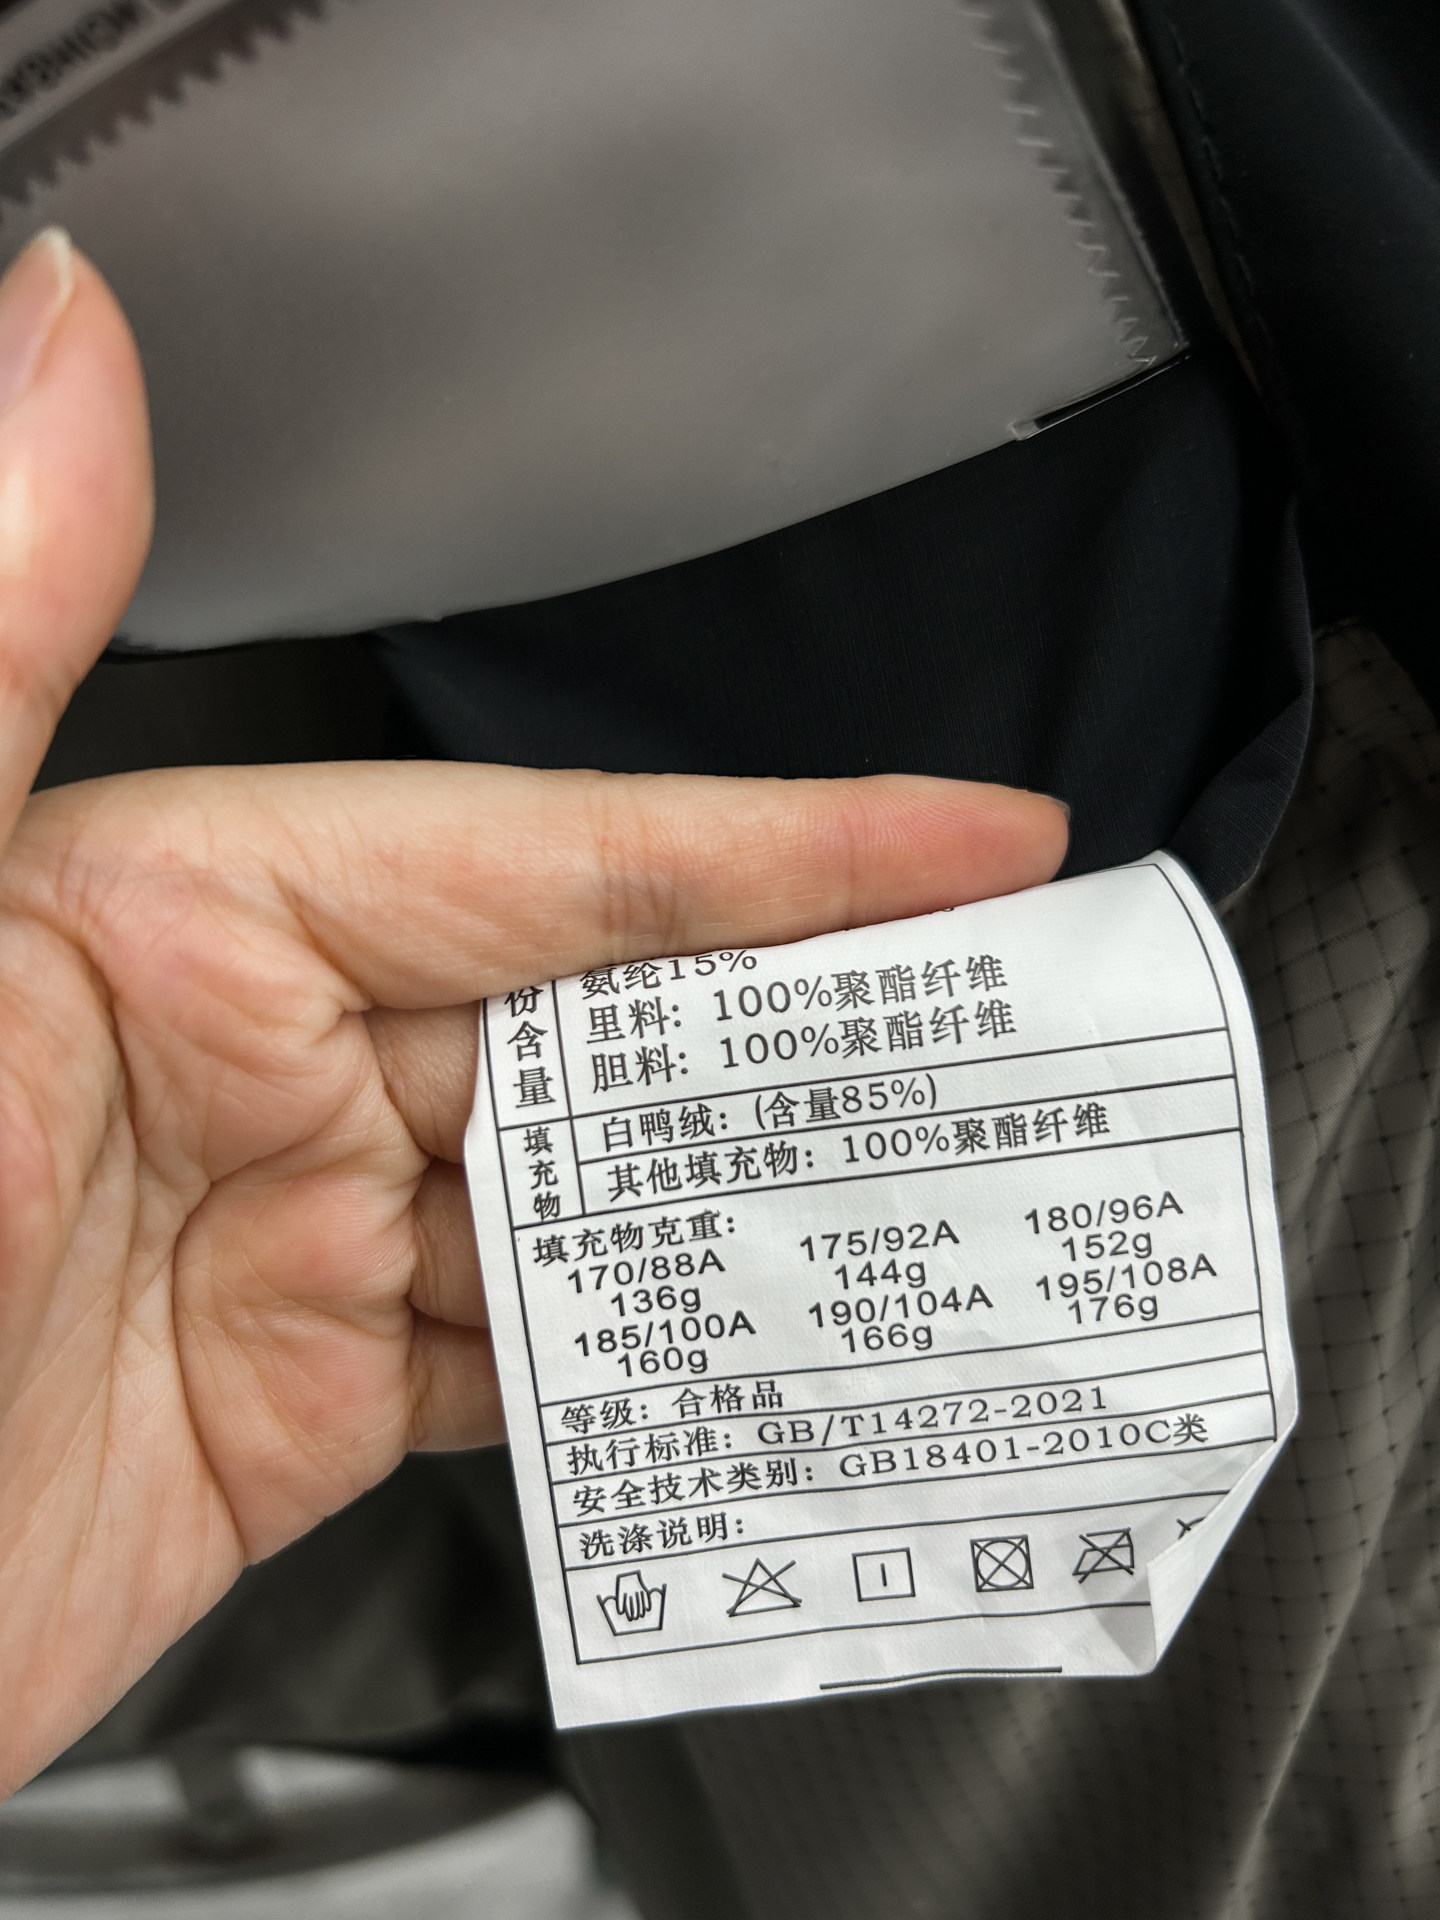 份含量
氨纶15%
里料：100%聚酯纤维
胆料：100%聚酯纤维
填充物
白鸭绒：(含量85%)
其他填充物：100%聚酯纤维
填充物克重：
170/88A 175/92A 180/96A
136g 144g 152g
185/100A 190/104A 195/108A
160g 166g 176g
等级：合格品
执行标准：GB/T14272-2021
安全技术类别：GB18401-2010C类
洗涤说明：